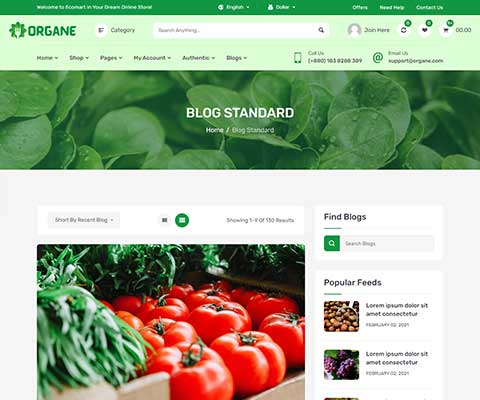 Welcome to Ecomart in Your Dream Online Store!
English
Dollar
Offers
Need Help
Contact Us
ORGANE
Category
Search Anything...
Join Here
0
0
00.00
Home
Shop
Pages
My Account
Authentic
Blogs
Call Us
(+880) 183 8288 389
Email Us
support@organe.com
BLOG STANDARD
Home / Blog Standard
Short By Recent Blog
Showing 1-9 Of 130 Results
Find Blogs
Search Blogs
Popular Feeds
Lorem ipsum dolor sit
amet consectetur
FEBRUARY 02, 2021
Lorem ipsum dolor sit
amet consectetur
FEBRUARY 02, 2021